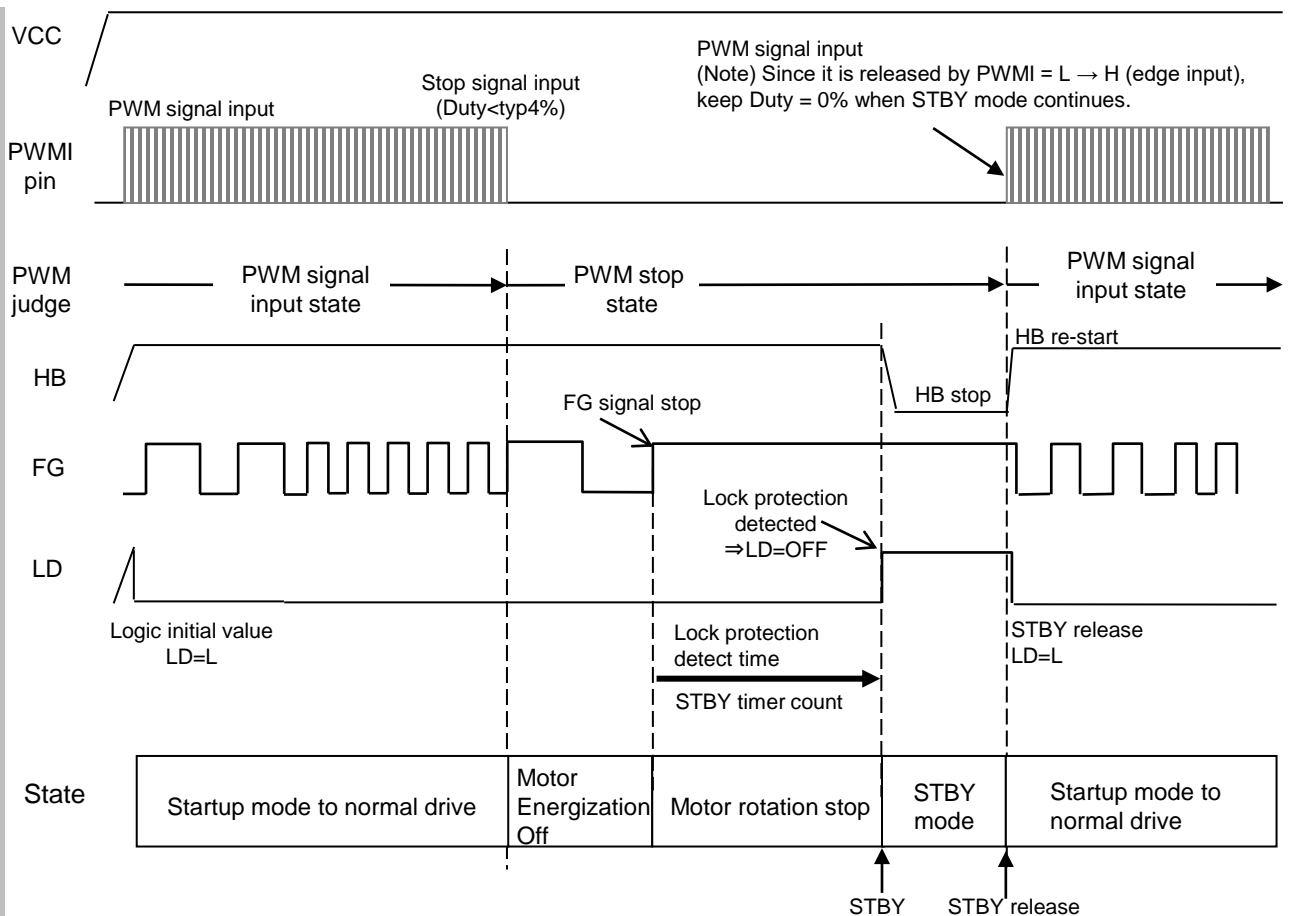 VCC
PWM signal input
(Note) Since it is released by PWMI = L → H (edge input),
keep Duty = 0% when STBY mode continues.
Stop signal input
(Duty<typ4%)
PWM signal input
PWMI
pin
PWM
judge
PWM signal
input state
PWM stop
state
PWM signal
input state
HB
HB re-start
HB stop
FG signal stop
FG
Lock protection
detected
⇒LD=OFF
LD
Logic initial value
LD=L
Lock protection
detect time
STBY timer count
STBY release
LD=L
State
Startup mode to normal drive
Motor
Energization
Off
Motor rotation stop
STBY
mode
Startup mode to
normal drive
STBY
STBY release